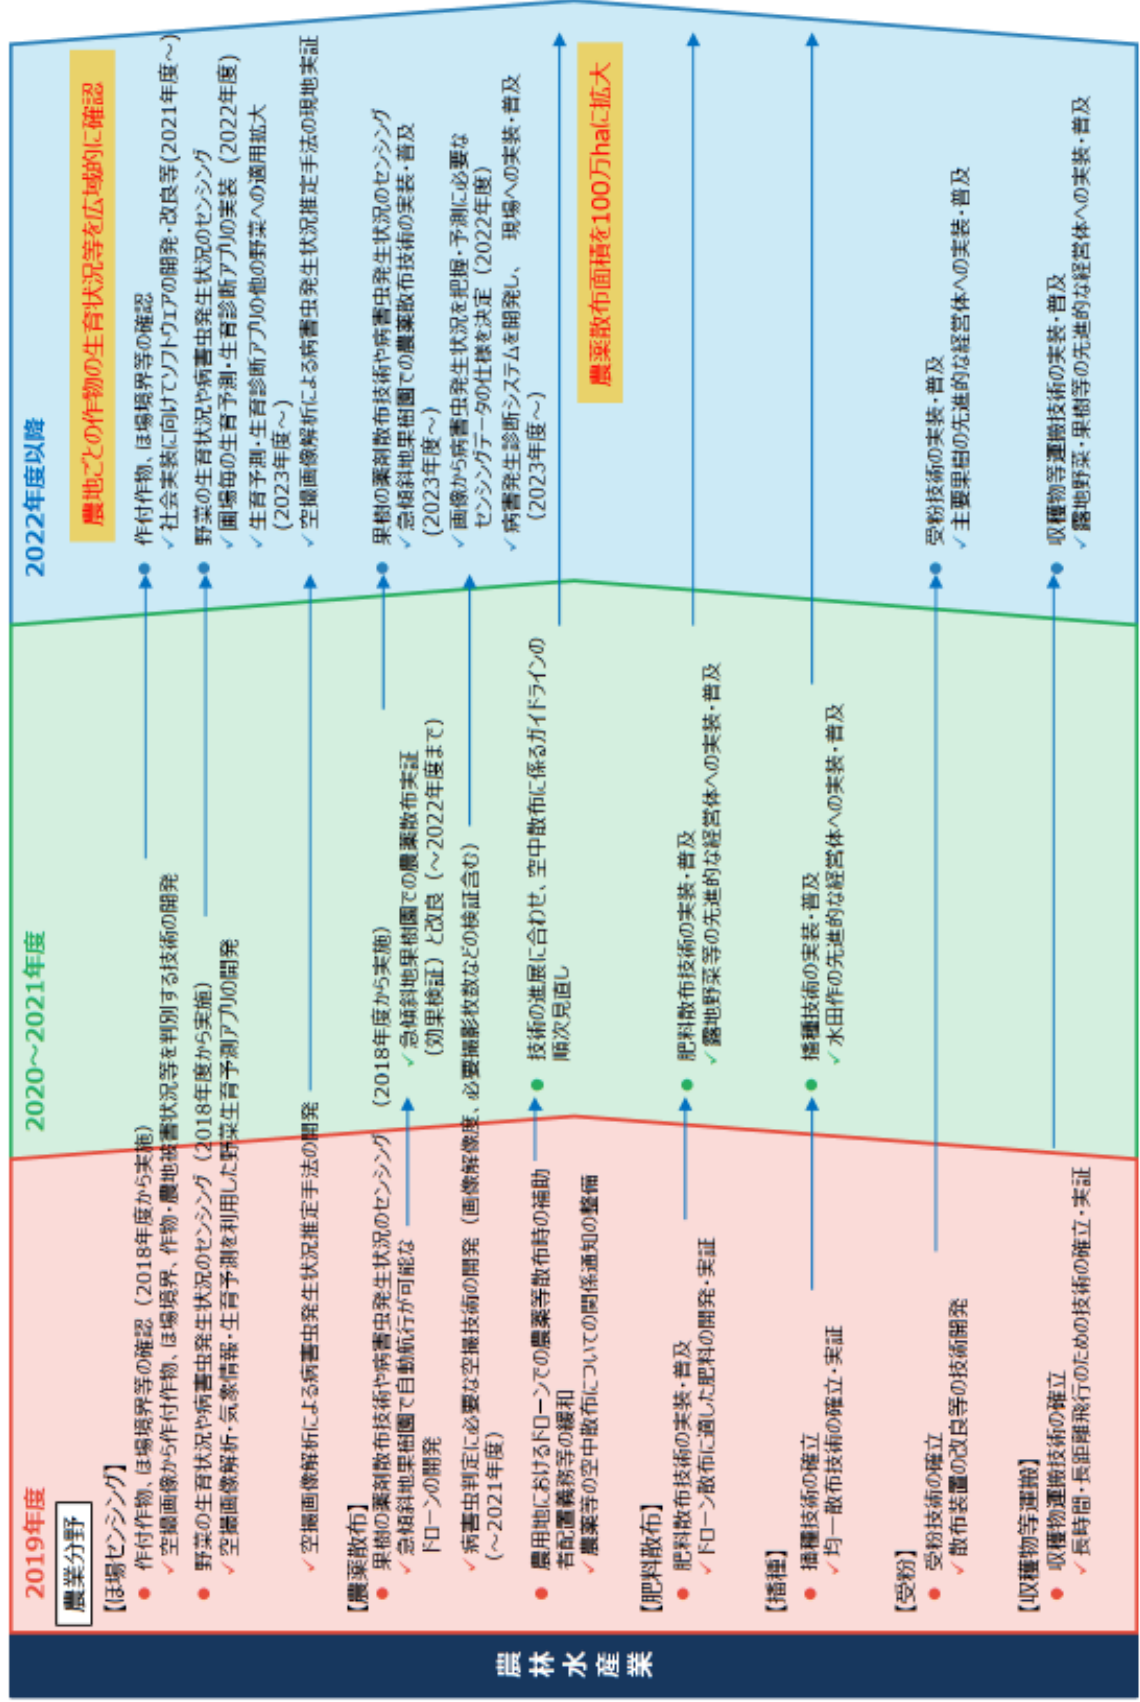 農林水産業
2019年度
農業分野
【ほ場センシング】
● 作付作物、ほ場境界等の確認（2018年度から実施）
✓空撮画像から作付作物、ほ場境界、作物・農地被害状況等を判別する技術の開発
● 野菜の生育状況や病害虫発生状況のセンシング（2018年度から実施）
✓空撮画像解析・気象情報・生育予測を利用した野菜生育予測アプリの開発
✓空撮画像解析による病害虫発生状況推定手法の開発
【農薬散布】
● 果樹の薬剤散布技術や病害虫発生状況のセンシング（2018年度から実施）
✓急傾斜地果樹園で自動航行が可能な
ドローンの開発
✓病害虫判定に必要な空撮技術の開発（画像解像度、必要撮影枚数などの検証含む）
（～2021年度）
● 農用地におけるドローンでの農薬等散布時の補助
者配置義務等の緩和
✓農薬等の空中散布についての関係通知の整備
【肥料散布】
● 肥料散布技術の実装・普及
✓ドローン散布に適した肥料の開発・実証
【播種】
● 播種技術の確立
✓均一散布技術の確立・実証
【受粉】
● 受粉技術の確立
✓散布装置の改良等の技術開発
【収穫物等運搬】
● 収穫物運搬技術の確立
✓長時間・長距離飛行のための技術の確立・実証
2020～2021年度
✓急傾斜地果樹園での農薬散布実証
（効果検証）と改良（～2022年度まで）
● 技術の進展に合わせ、空中散布に係るガイドラインの
順次見直し
● 肥料散布技術の実装・普及
✓露地野菜等の先進的な経営体への実装・普及
● 播種技術の実装・普及
✓水田作の先進的な経営体への実装・普及
2022年度以降
農地ごとの作物の生育状況等を広域的に確認
● 作付作物、ほ場境界等の確認
✓社会実装に向けてソフトウェアの開発・改良等(2021年度～)
● 野菜の生育状況や病害虫発生状況のセンシング
✓圃場毎の生育予測・生育診断アプリの実装（2022年度）
✓生育予測・生育診断アプリの他の野菜への適用拡大
（2023年度～）
✓空撮画像解析による病害虫発生状況推定手法の現地実証
● 果樹の薬剤散布技術や病害虫発生状況のセンシング
✓急傾斜地果樹園での農薬散布技術の実装・普及
（2023年度～）
✓画像から病害虫発生状況を把握・予測に必要な
センシングデータの仕様を決定（2022年度）
✓病害発生診断システムを開発し、現場への実装・普及
（2023年度～）
農薬散布面積を100万haに拡大
● 受粉技術の実装・普及
✓主要果樹の先進的な経営体への実装・普及
● 収穫物等運搬技術の実装・普及
✓露地野菜・果樹等の先進的な経営体への実装・普及